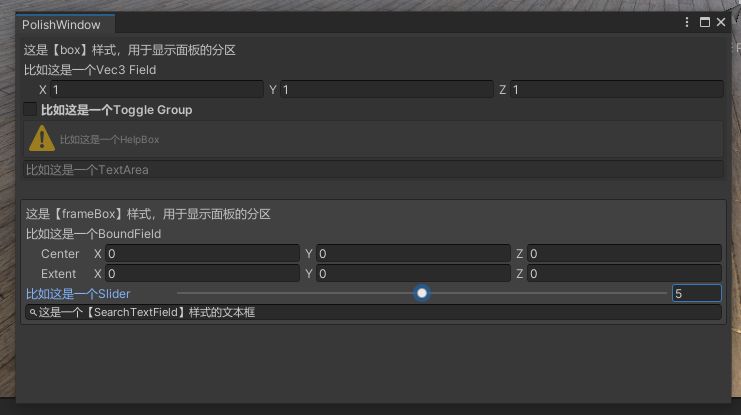 PolishWindow
这是【box】样式，用于显示面板的分区
比如这是一个Vec3 Field
X 1 Y 1 Z 1
比如这是一个Toggle Group
比如这是一个HelpBox
比如这是一个TextArea
这是【frameBox】样式，用于显示面板的分区
比如这是一个BoundField
Center X 0 Y 0 Z 0
Extent X 0 Y 0 Z 0
比如这是一个Slider 5
这是一个【SearchTextField】样式的文本框